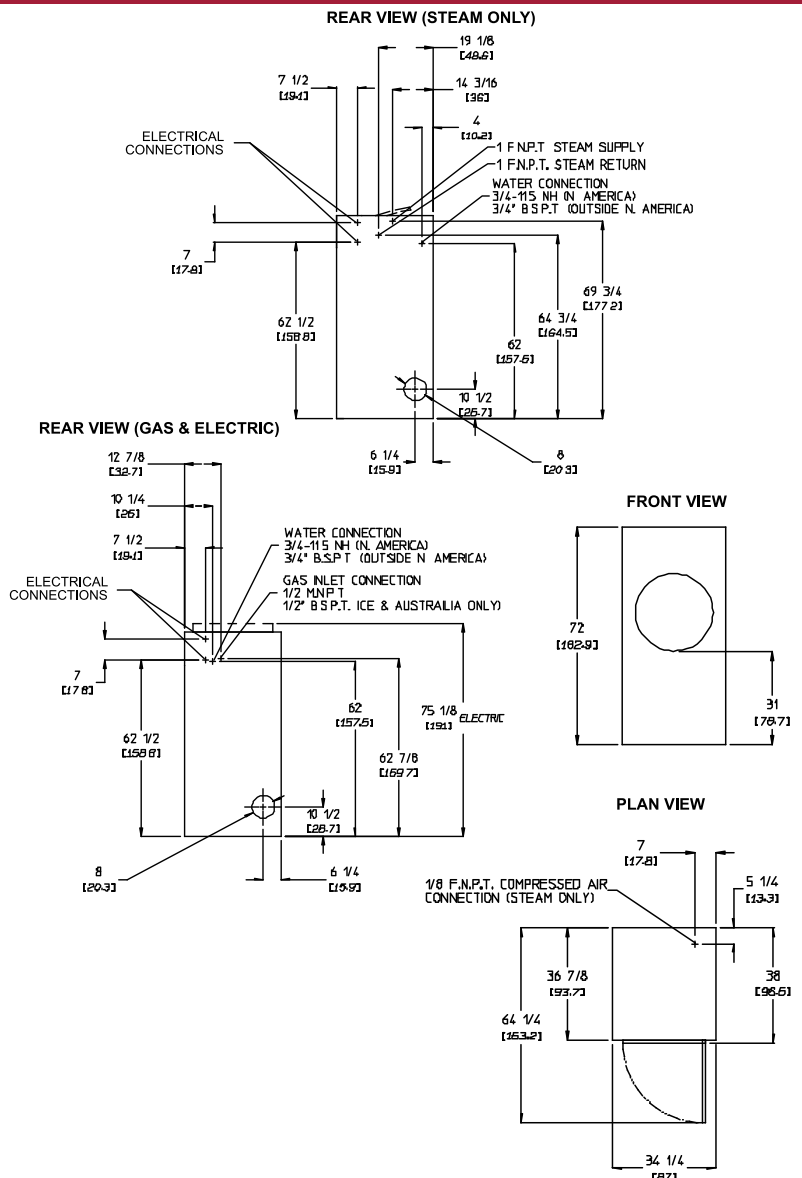 REAR VIEW (STEAM ONLY)
19 1/8
[48.6]
7 1/2
[19.1]
14 3/16
[36]
4
[10.2]
ELECTRICAL
CONNECTIONS
1 F.N.P.T STEAM SUPPLY
1 F.N.P.T. STEAM RETURN
WATER CONNECTION
3/4-11.5 NH (N AMERICA)
3/4" B.S.P.T (OUTSIDE N. AMERICA)
7
[17.8]
62 1/2
[158.8]
69 3/4
[177.2]
64 3/4
[164.5]
62
[157.5]
10 1/2
[26.7]
6 1/4
[15.9]
8
[20.3]
REAR VIEW (GAS & ELECTRIC)
12 7/8
[32.7]
10 1/4
[26]
7 1/2
[19.1]
ELECTRICAL
CONNECTIONS
WATER CONNECTION
3/4-11.5 NH (N. AMERICA)
3/4" B.S.P.T (OUTSIDE N AMERICA)
GAS INLET CONNECTION
1/2 M.N.P.T
1/2" B.S.P.T. (CE & AUSTRAILIA ONLY)
7
[17.8]
62 1/2
[158.8]
62
[157.5]
75 1/8 ELECTRIC
[191]
62 7/8
[159.7]
10 1/2
[26.7]
8
[20.3]
6 1/4
[15.9]
FRONT VIEW
72
[182.9]
31
[78.7]
PLAN VIEW
7
[17.8]
1/8 F.N.P.T. COMPRESSED AIR
CONNECTION (STEAM ONLY)
5 1/4
[13.3]
36 7/8
[93.7]
38
[96.5]
64 1/4
[163.2]
34 1/4
[87]